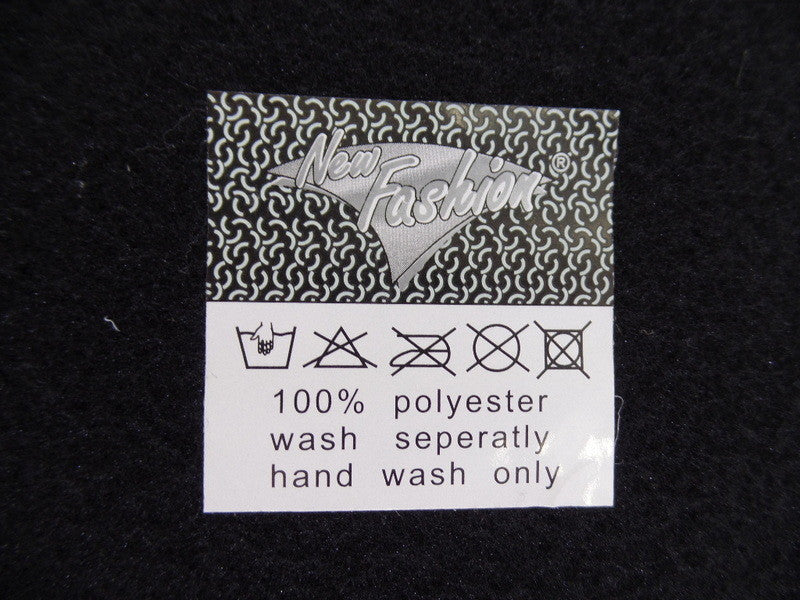 New
Fashion ®
100% polyester
wash seperatly
hand wash only